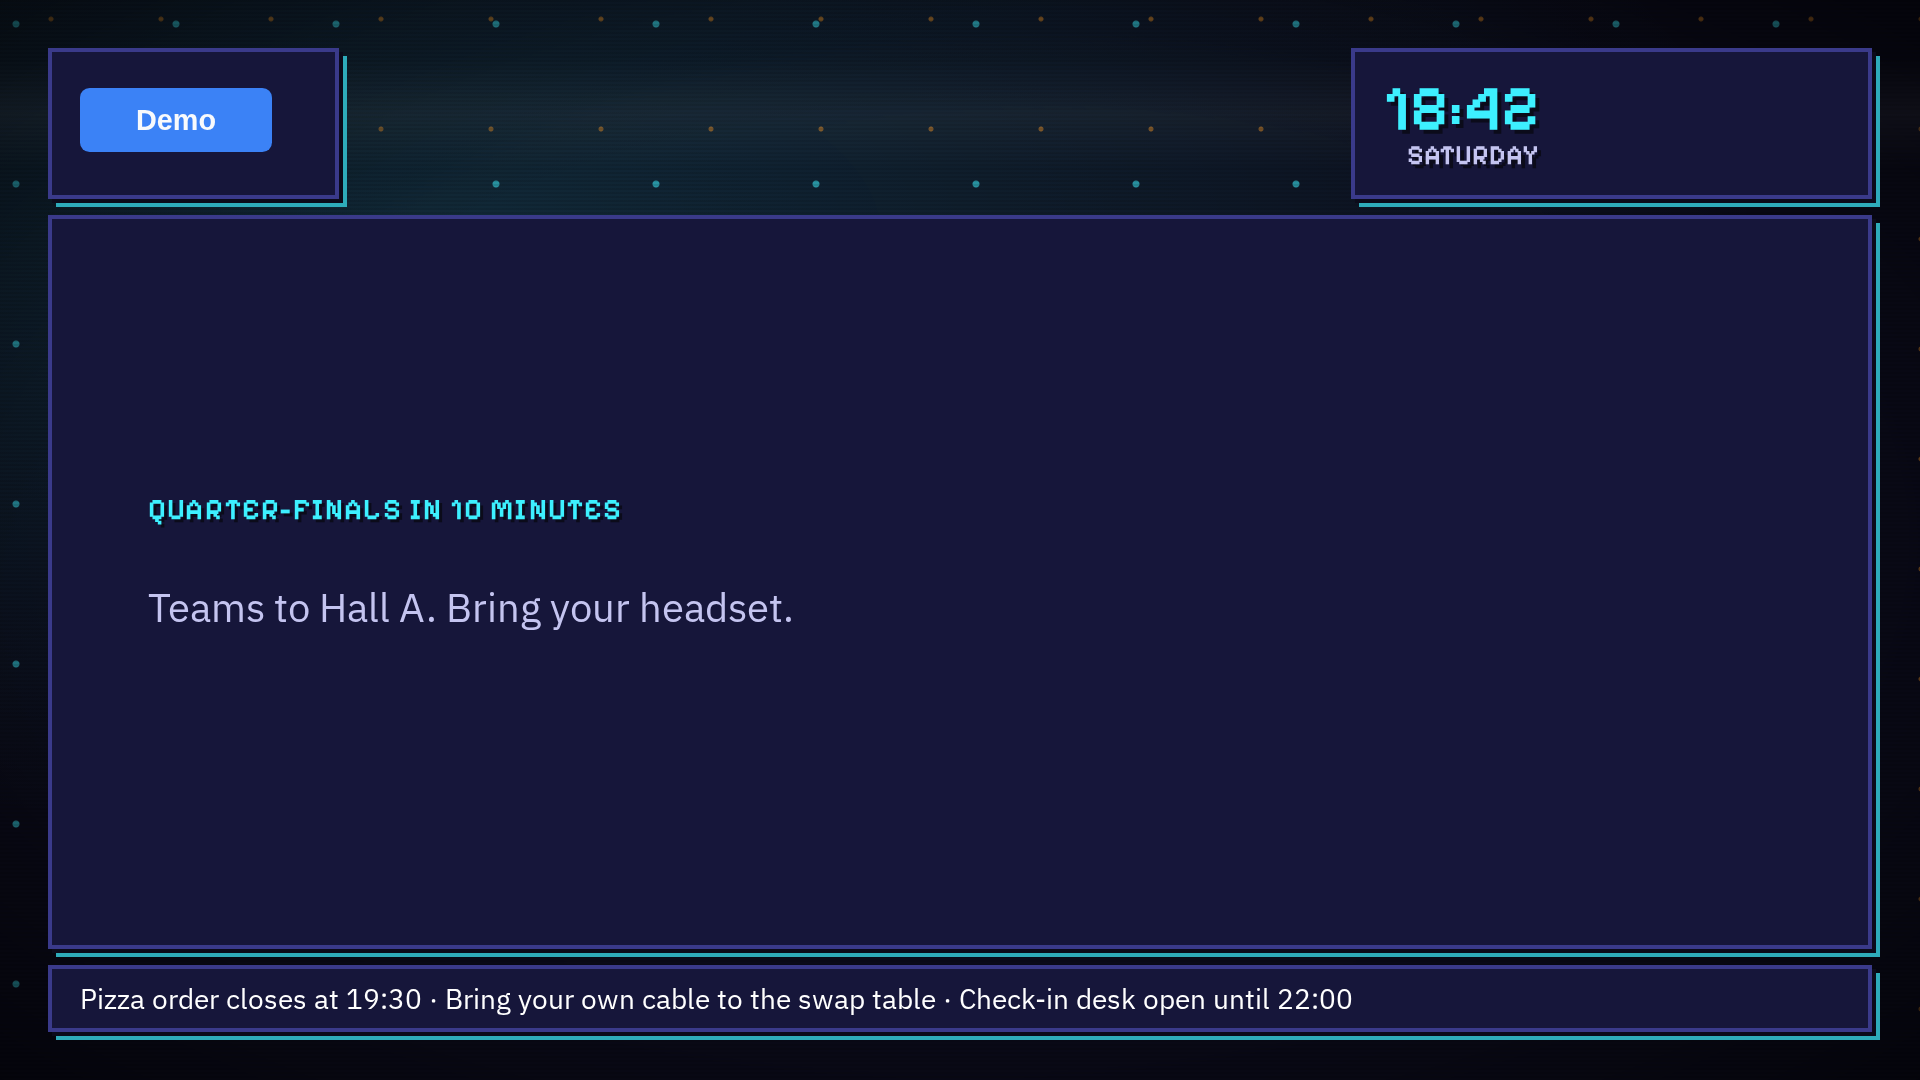 Demo
18:42
SATURDAY
QUARTER-FINALS IN 10 MINUTES
Teams to Hall A. Bring your headset.
Pizza order closes at 19:30 · Bring your own cable to the swap table · Check-in desk open until 22:00